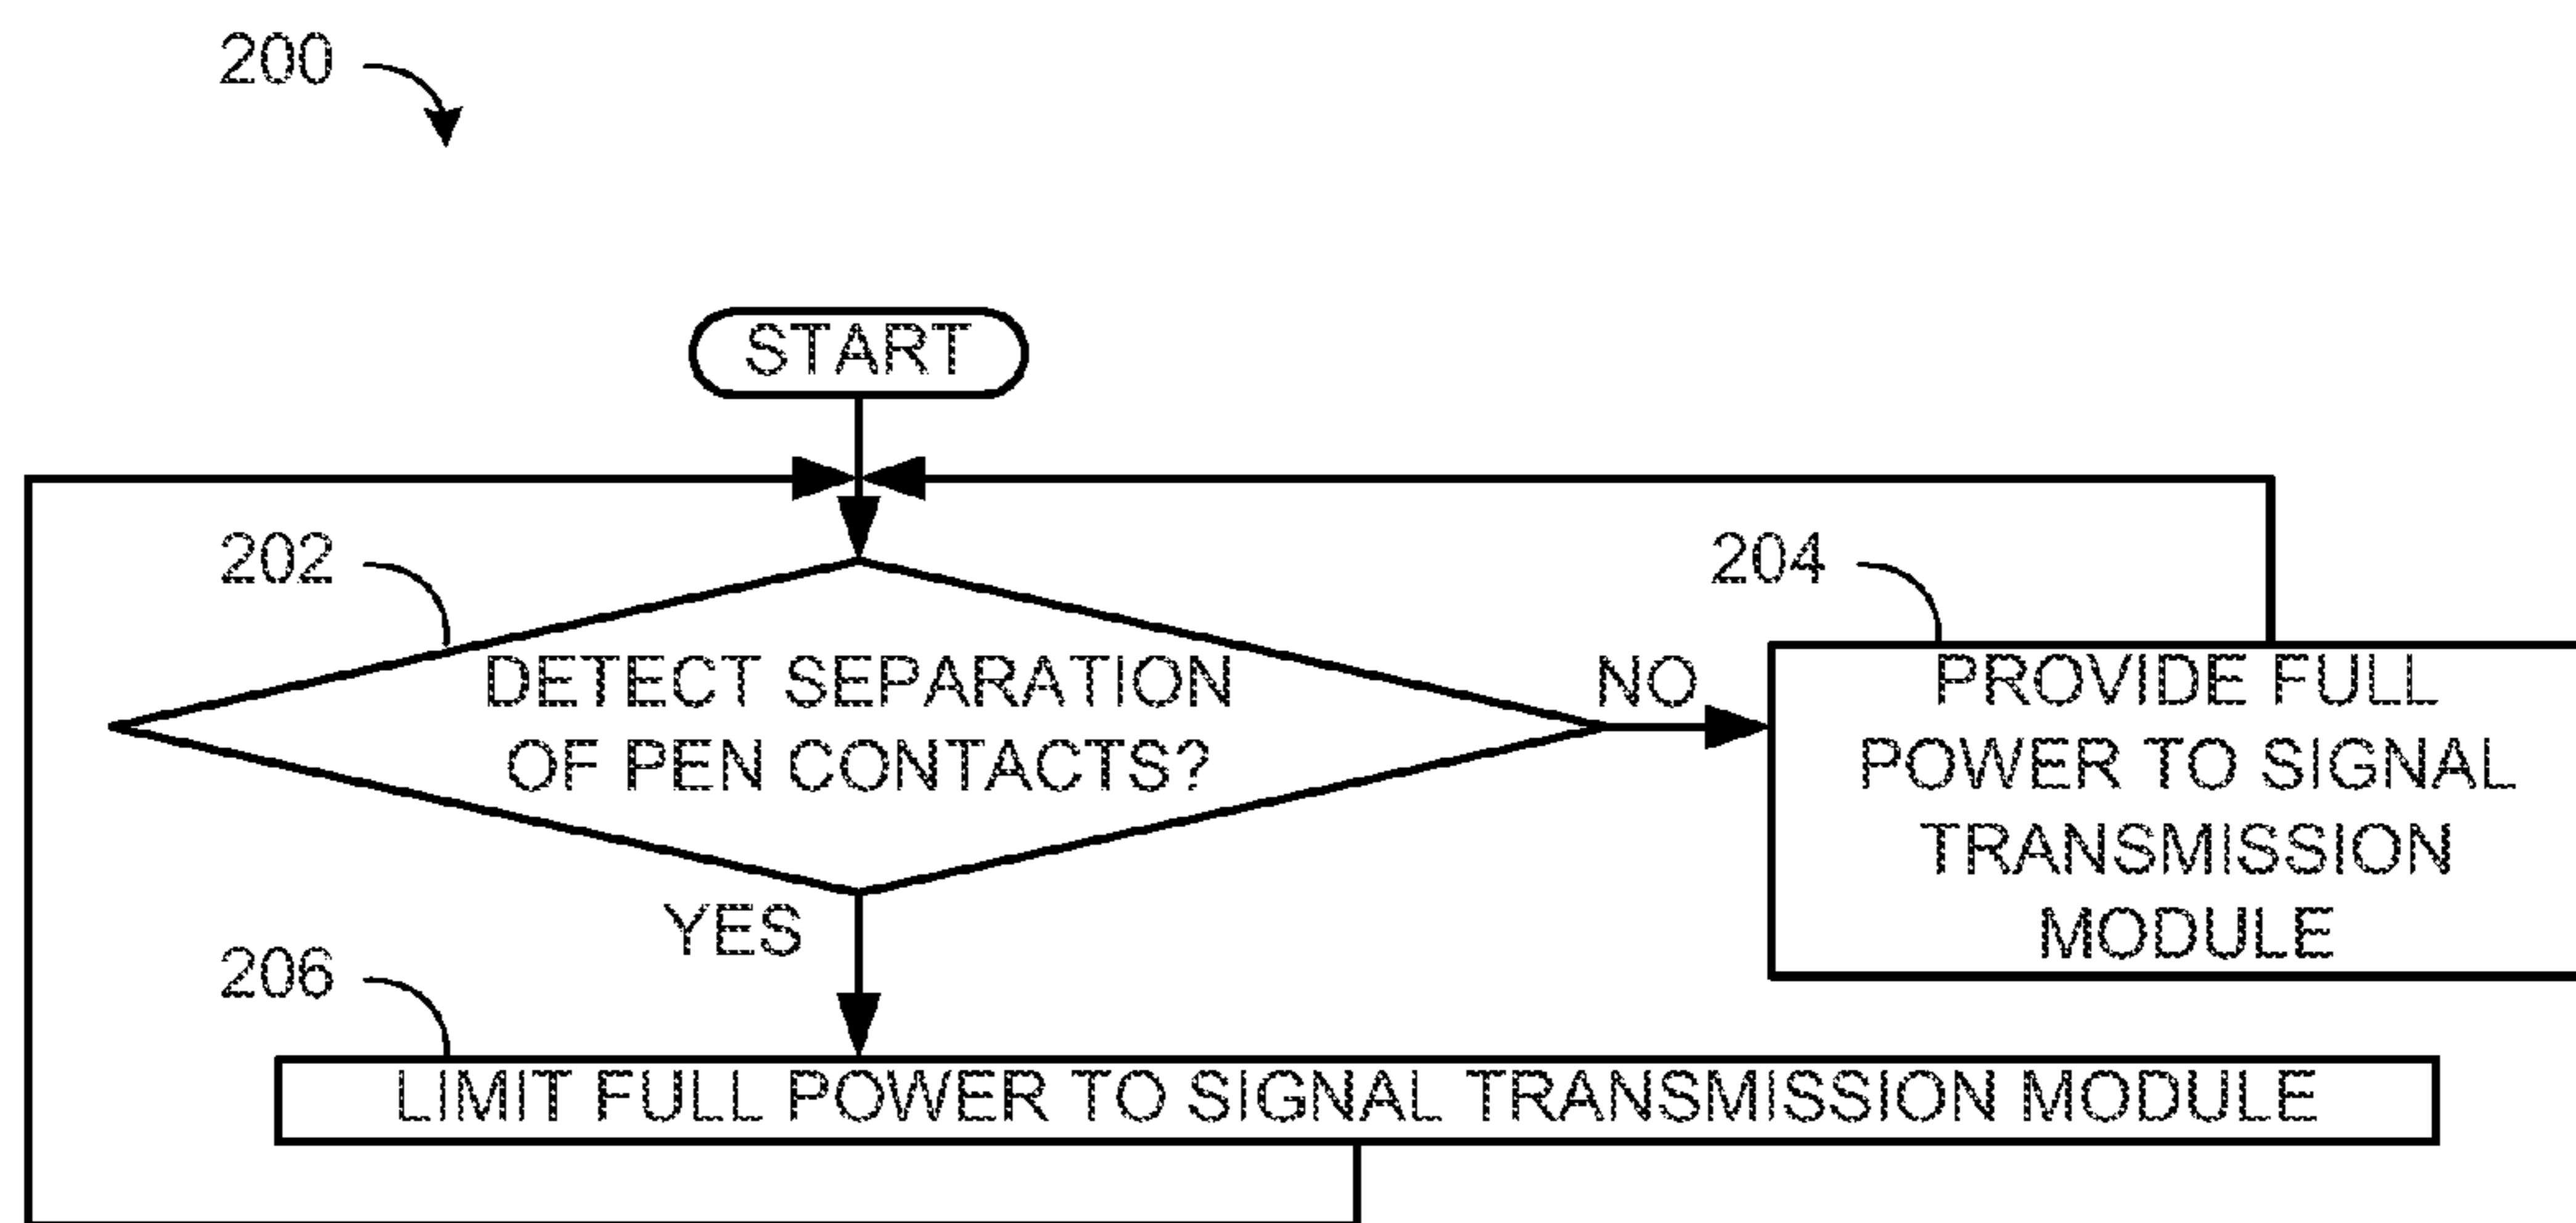 200
START
202
DETECT SEPARATION
OF PEN CONTACTS?
NO
204
PROVIDE FULL
POWER TO SIGNAL
TRANSMISSION
MODULE
YES
206
LIMIT FULL POWER TO SIGNAL TRANSMISSION MODULE